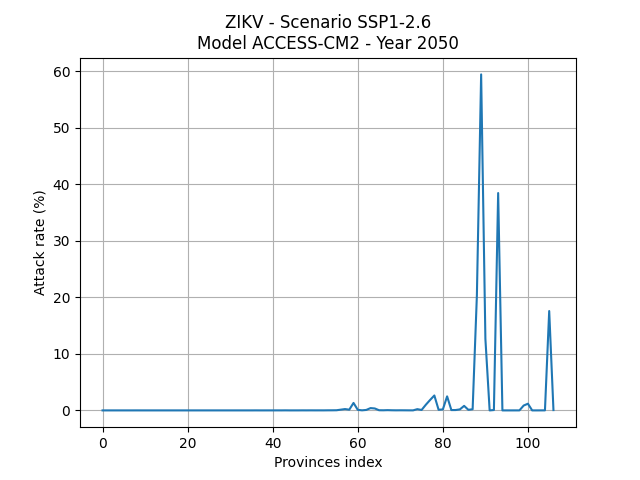 ZIKV - Scenario SSP1-2.6
Model ACCESS-CM2 - Year 2050
60
50
40
30
20
10
0
Attack rate (%)
0 20 40 60 80 100
Provinces index